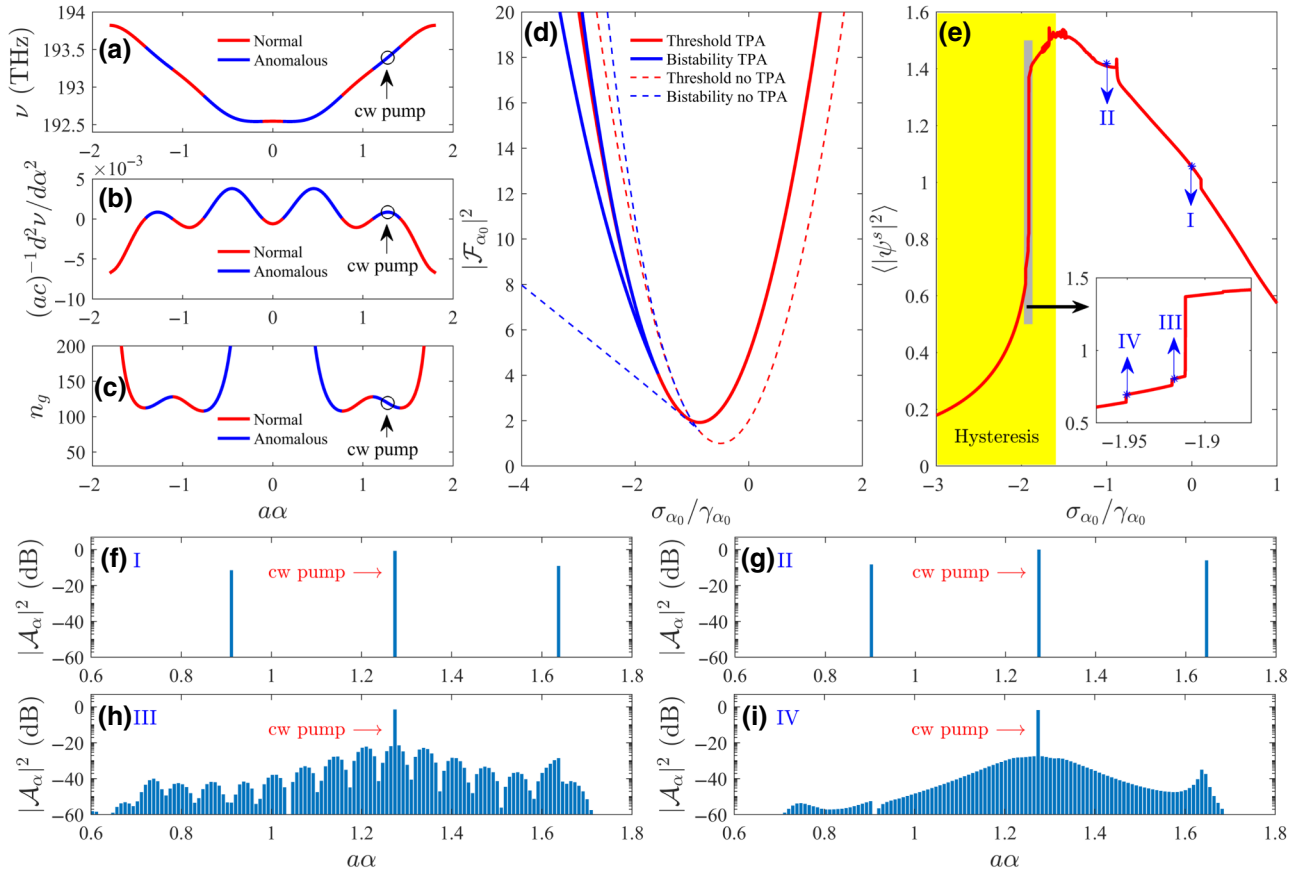 (a)
ν (THz)
194
193.5
193
192.5
Normal
Anomalous
cw pump
−2 −1 0 1 2
×10⁻³
(b)
(ac)⁻¹d²ν/dα²
5
0
−5
−10
Normal
Anomalous
cw pump
−2 −1 0 1 2
(c)
n_g
200
150
100
50
Normal
Anomalous
cw pump
−2 −1 0 1 2
aα
(d)
|ℱ_α₀|²
20
18
16
14
12
10
8
6
4
2
0
Threshold TPA
Bistability TPA
Threshold no TPA
Bistability no TPA
−4 −2 0 2
σ_α₀/γ_α₀
(e)
⟨|ψˢ|²⟩
1.6
1.4
1.2
1
0.8
0.6
0.4
0.2
0
II
I
Hysteresis
1.5
1
0.5
IV
III
−1.95 −1.9
−3 −2 −1 0 1
σ_α₀/γ_α₀
(f) I
|𝒜_α|² (dB)
0
−20
−40
−60
cw pump →
0.6 0.8 1 1.2 1.4 1.6 1.8
(g) II
|𝒜_α|² (dB)
0
−20
−40
−60
cw pump →
0.6 0.8 1 1.2 1.4 1.6 1.8
(h) III
|𝒜_α|² (dB)
0
−20
−40
−60
cw pump →
0.6 0.8 1 1.2 1.4 1.6 1.8
aα
(i) IV
|𝒜_α|² (dB)
0
−20
−40
−60
cw pump →
0.6 0.8 1 1.2 1.4 1.6 1.8
aα